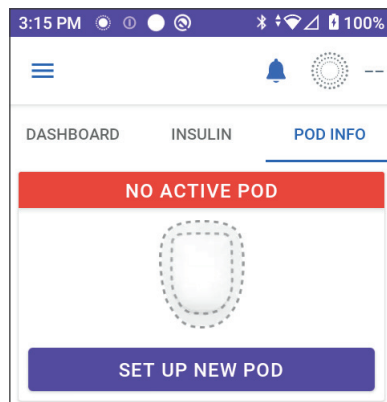 3:15 PM 100%
--
DASHBOARD INSULIN POD INFO
NO ACTIVE POD
SET UP NEW POD